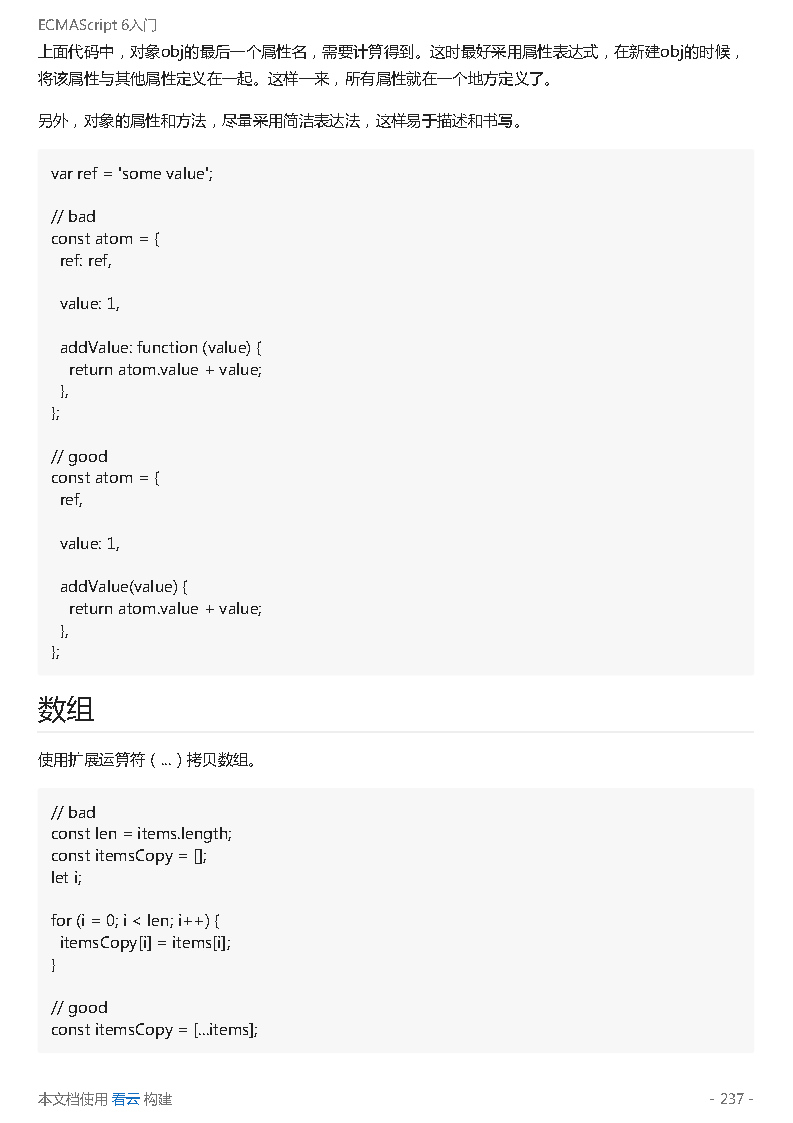 ECMAScript 6入门
上面代码中，对象obj的最后一个属性名，需要计算得到。这时最好采用属性表达式，在新建obj的时候，
将该属性与其他属性定义在一起。这样一来，所有属性就在一个地方定义了。
另外，对象的属性和方法，尽量采用简洁表达法，这样易于描述和书写。
var ref = 'some value';
// bad
const atom = {
  ref: ref,
  value: 1,
  addValue: function (value) {
    return atom.value + value;
  },
};
// good
const atom = {
  ref,
  value: 1,
  addValue(value) {
    return atom.value + value;
  },
};
数组
使用扩展运算符（...）拷贝数组。
// bad
const len = items.length;
const itemsCopy = [];
let i;
for (i = 0; i < len; i++) {
  itemsCopy[i] = items[i];
}
// good
const itemsCopy = [...items];
本文档使用 看云 构建
- 237 -